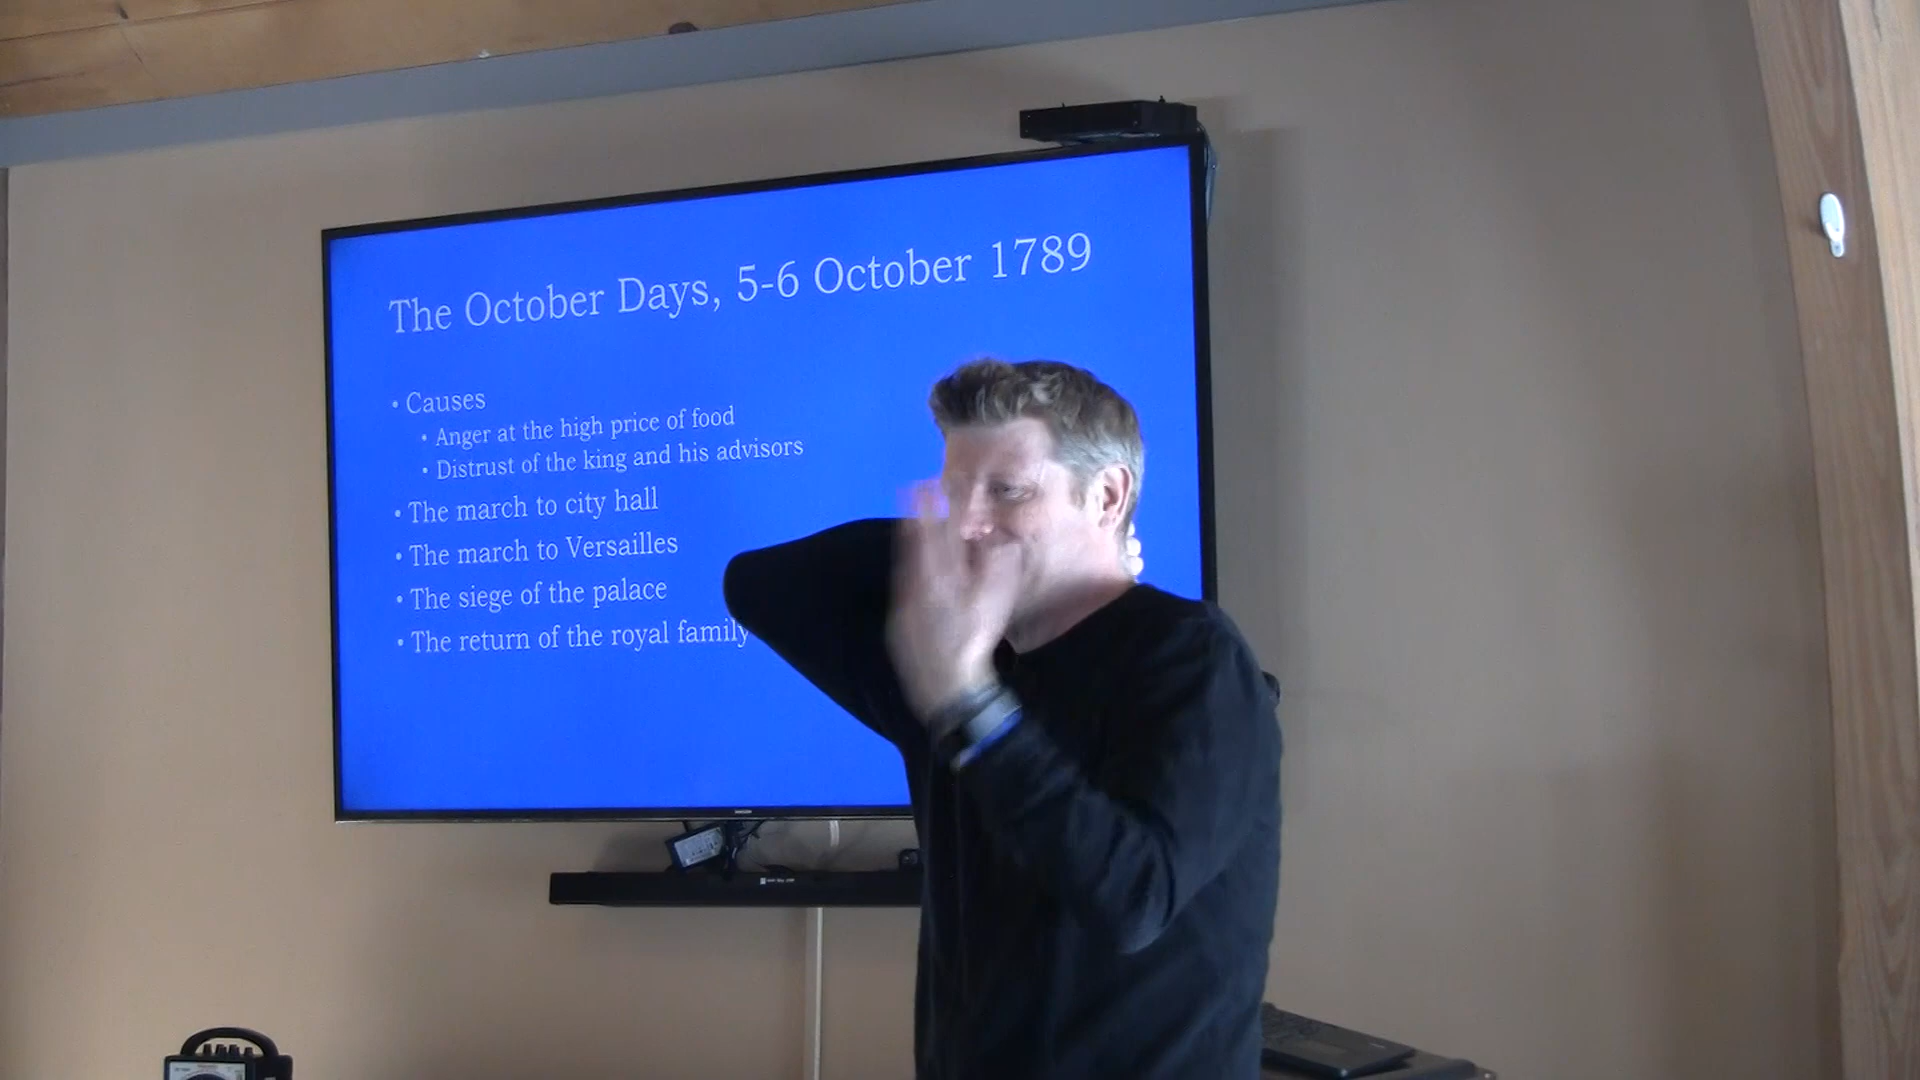 The October Days, 5-6 October 1789
• Causes
• Anger at the high price of food
• Distrust of the king and his advisors
• The march to city hall
• The march to Versailles
• The siege of the palace
• The return of the royal family